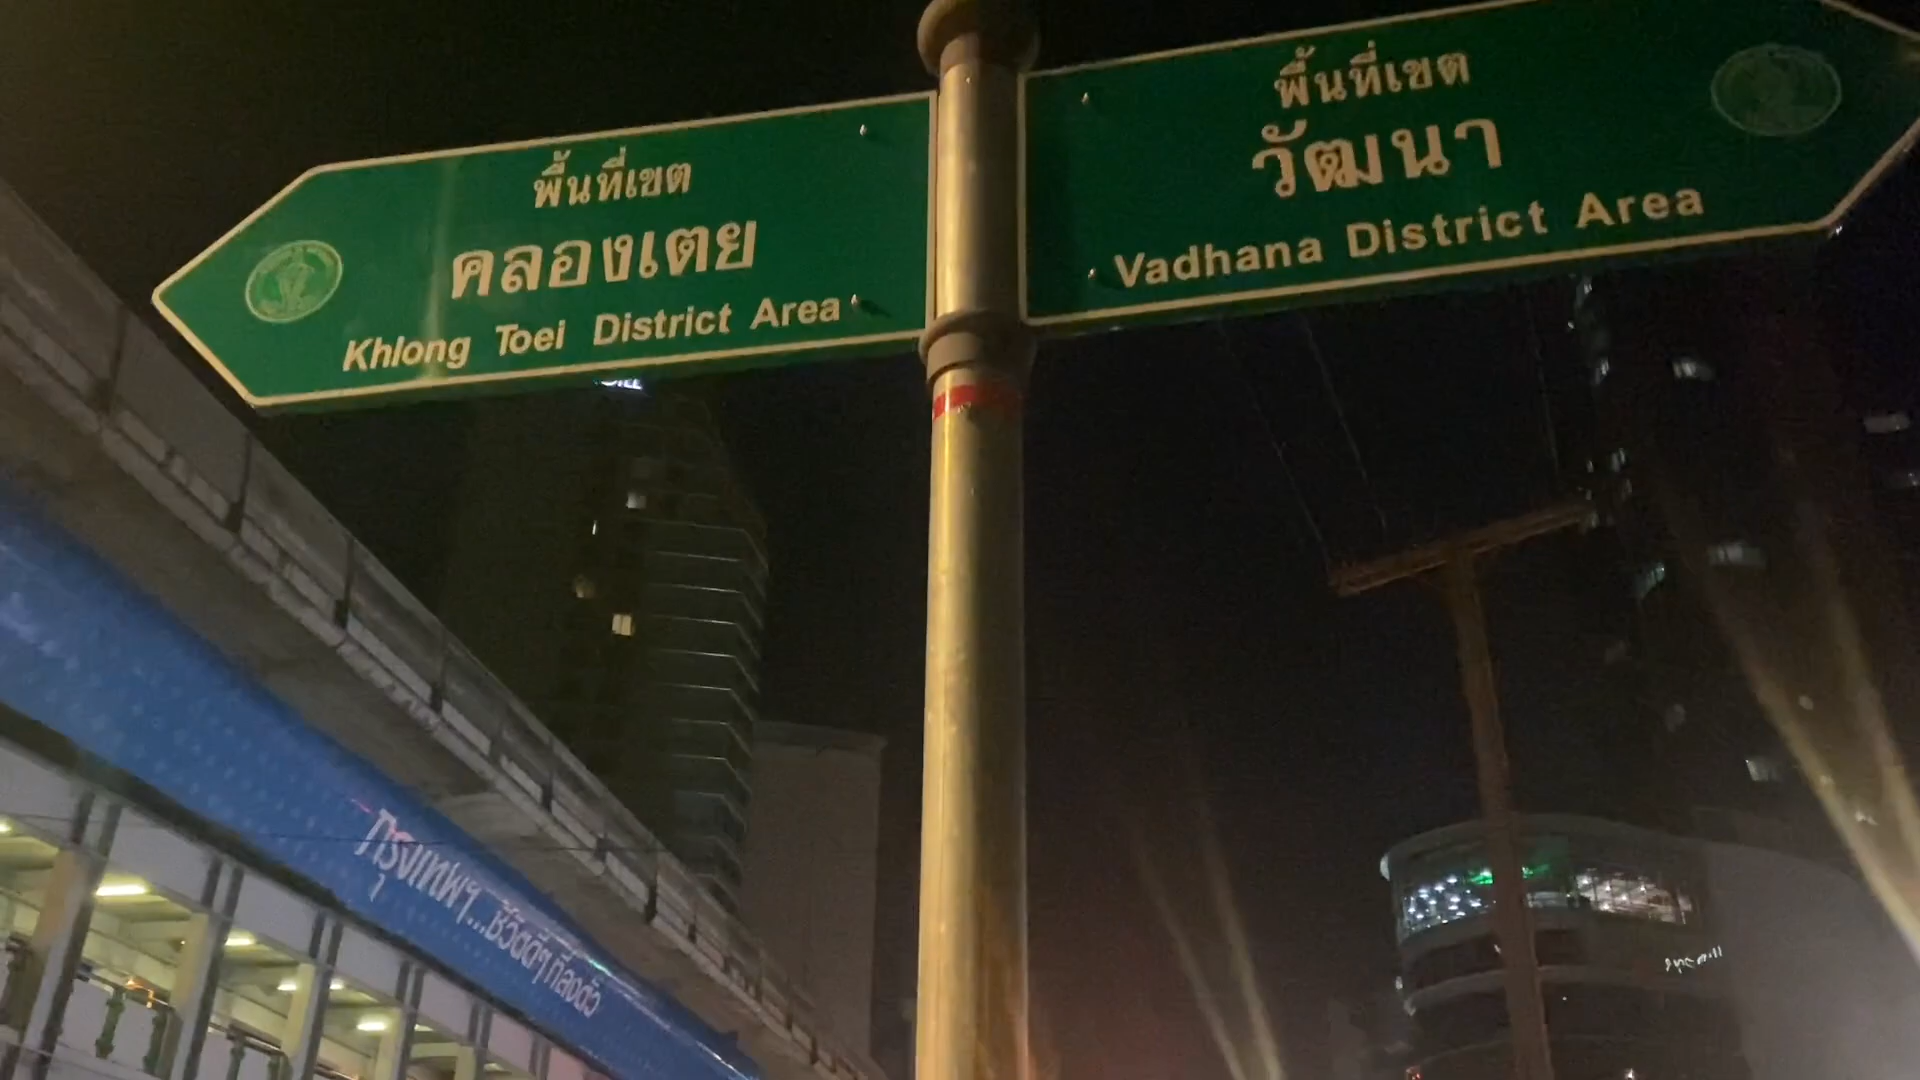 พื้นที่เขต
คลองเตย
Khlong Toei District Area
พื้นที่เขต
วัฒนา
Vadhana District Area
กรุงเทพฯ...ชีวิตดีๆที่ลงตัว